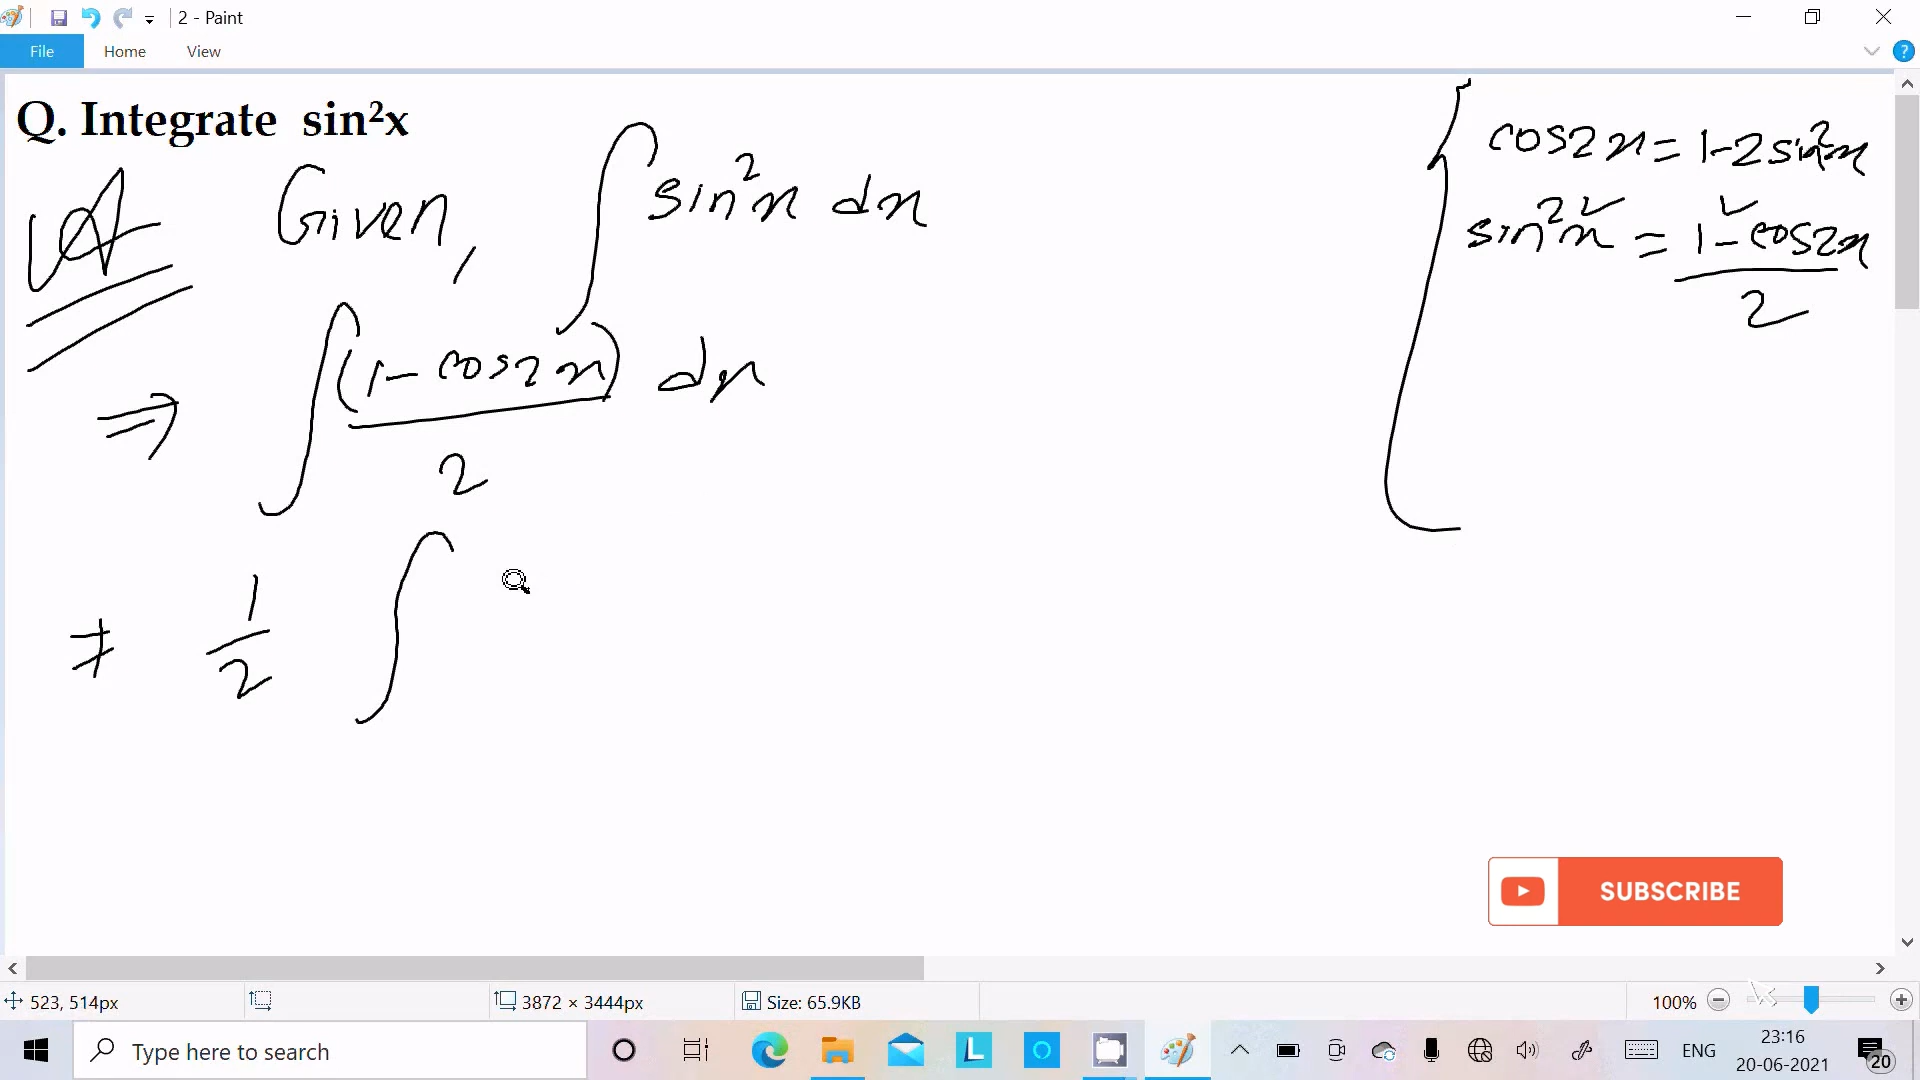 2 - Paint
File Home View
Q. Integrate sin²x
Given, ∫ sin²x dx
⇒ ∫ (1 - cos2x)/2 dx
⇒ 1/2 ∫
cos2x = 1 - 2sin²x
sin²x = (1 - cos2x)/2
SUBSCRIBE
523, 514px
3872 × 3444px
Size: 65.9KB
100%
Type here to search
L
ENG
23:16
20-06-2021
20